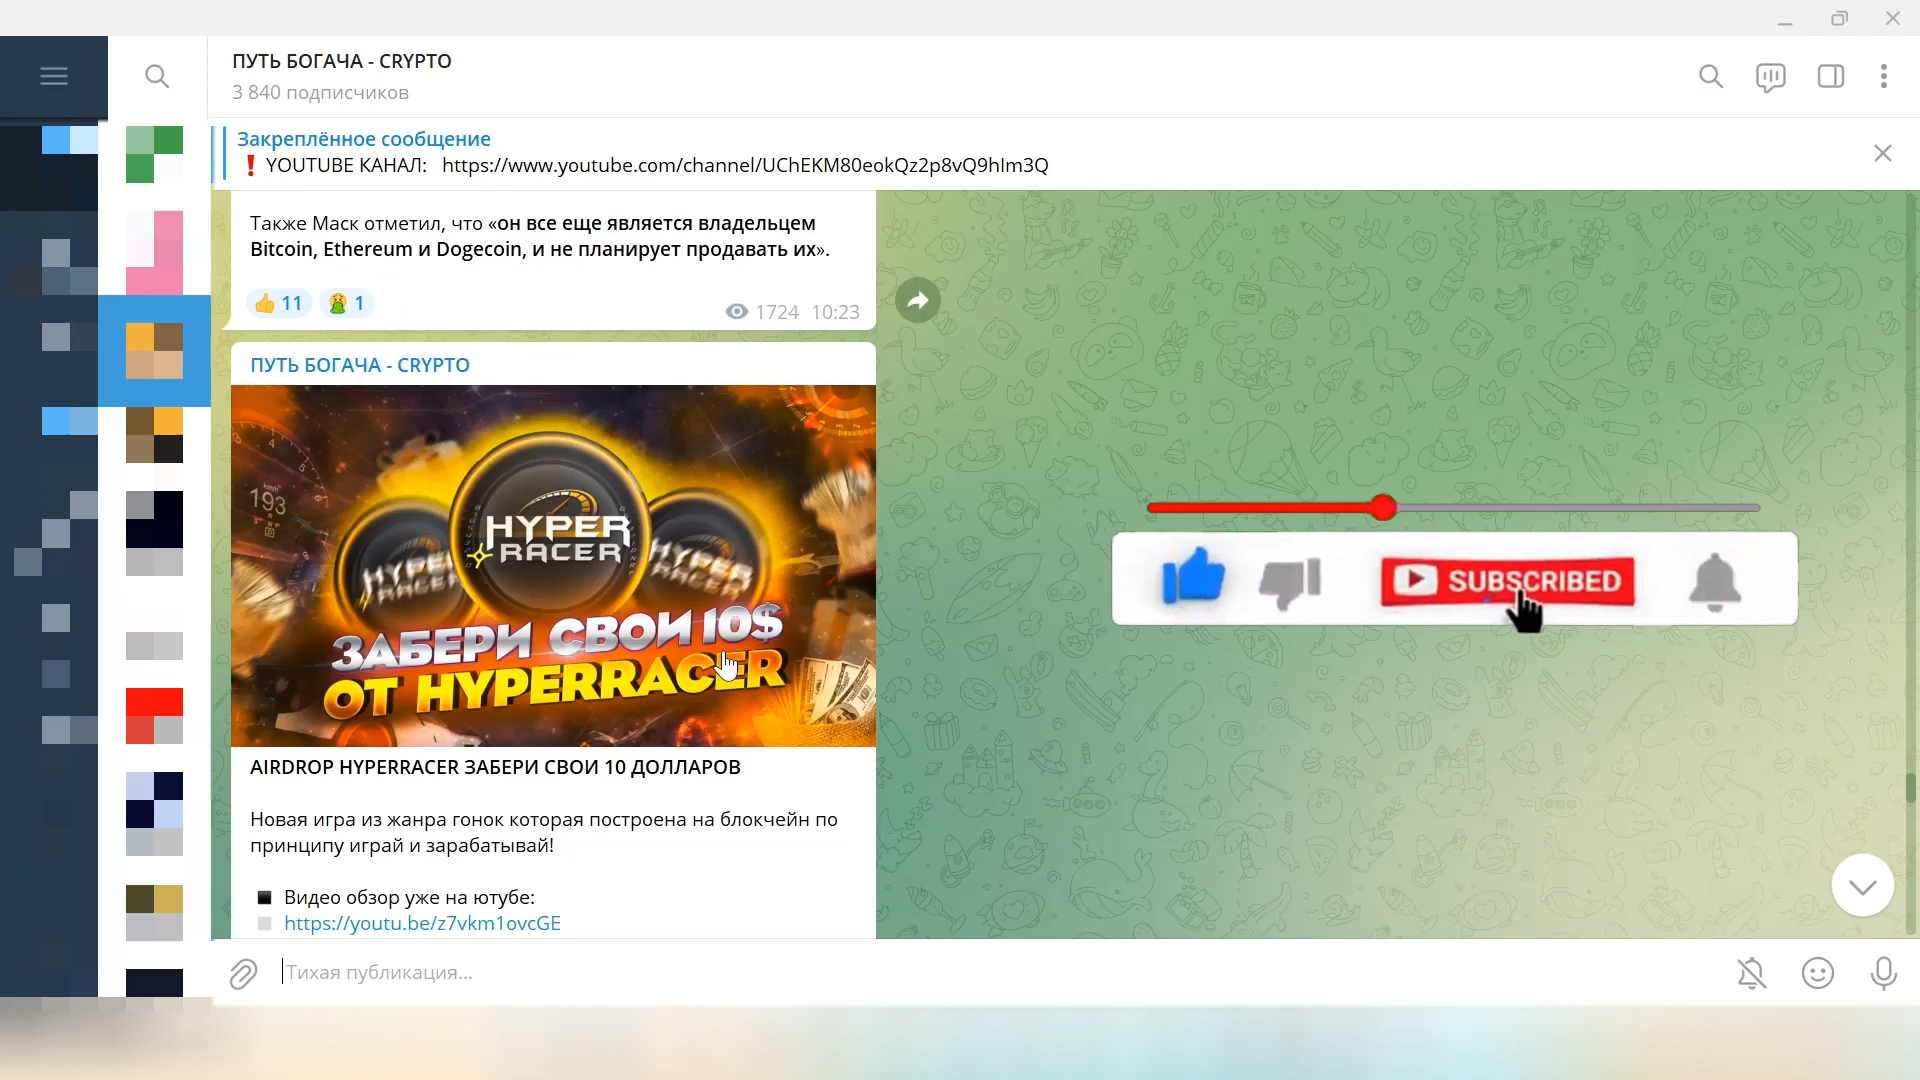 ПУТЬ БОГАЧА - CRYPTO
3 840 подписчиков
Закреплённое сообщение
❗ YOUTUBE КАНАЛ: https://www.youtube.com/channel/UChEKM80eokQz2p8vQ9hlm3Q
Также Маск отметил, что «он все еще является владельцем
Bitcoin, Ethereum и Dogecoin, и не планирует продавать их».
👍 11 🤮 1
1724 10:23
ПУТЬ БОГАЧА - CRYPTO
193
HYPER
RACER
ЗАБЕРИ СВОИ 10$
ОТ HYPERRACER
AIRDROP HYPERRACER ЗАБЕРИ СВОИ 10 ДОЛЛАРОВ
Новая игра из жанра гонок которая построена на блокчейн по
принципу играй и зарабатывай!
Видео обзор уже на ютубе:
https://youtu.be/z7vkm1ovcGE
SUBSCRIBED
Тихая публикация...